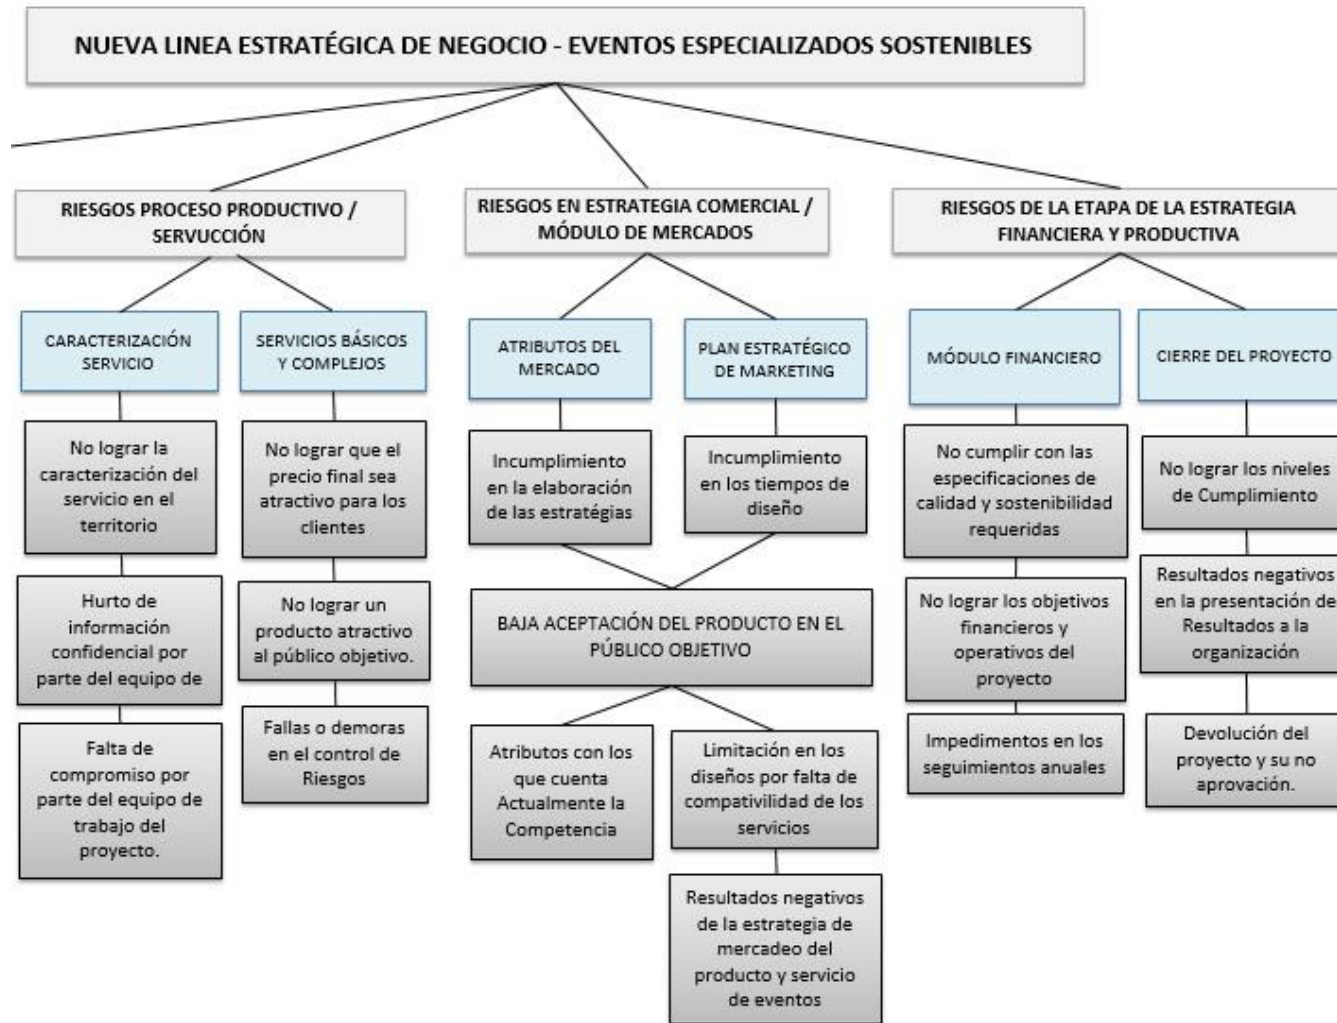 NUEVA LINEA ESTRATÉGICA DE NEGOCIO - EVENTOS ESPECIALIZADOS SOSTENIBLES
RIESGOS PROCESO PRODUCTIVO /
SERVUCCIÓN
CARACTERIZACIÓN
SERVICIO
No lograr la
caracterización del
servicio en el
territorio
Hurto de
información
confidencial por
parte del equipo de
Falta de
compromiso por
parte del equipo de
trabajo del
proyecto.
SERVICIOS BÁSICOS
Y COMPLEJOS
No lograr que el
precio final sea
atractivo para los
clientes
No lograr un
producto atractivo
al público objetivo.
Fallas o demoras
en el control de
Riesgos
RIESGOS EN ESTRATEGIA COMERCIAL /
MÓDULO DE MERCADOS
ATRIBUTOS DEL
MERCADO
Incumplimiento
en la elaboración
de las estratégias
PLAN ESTRATÉGICO
DE MARKETING
Incumplimiento
en los tiempos de
diseño
BAJA ACEPTACIÓN DEL PRODUCTO EN EL
PÚBLICO OBJETIVO
Atributos con los
que cuenta
Actualmente la
Competencia
Limitación en los
diseños por falta de
compativilidad de los
servicios
Resultados negativos
de la estrategia de
mercadeo del
producto y servicio
de eventos
RIESGOS DE LA ETAPA DE LA ESTRATEGIA
FINANCIERA Y PRODUCTIVA
MÓDULO FINANCIERO
No cumplir con las
especificaciones de
calidad y sostenibilidad
requeridas
No lograr los objetivos
financieros y
operativos del
proyecto
Impedimentos en los
seguimientos anuales
CIERRE DEL PROYECTO
No lograr los niveles
de Cumplimiento
Resultados negativos
en la presentación de
Resultados a la
organización
Devolución del
proyecto y su no
aprovación.